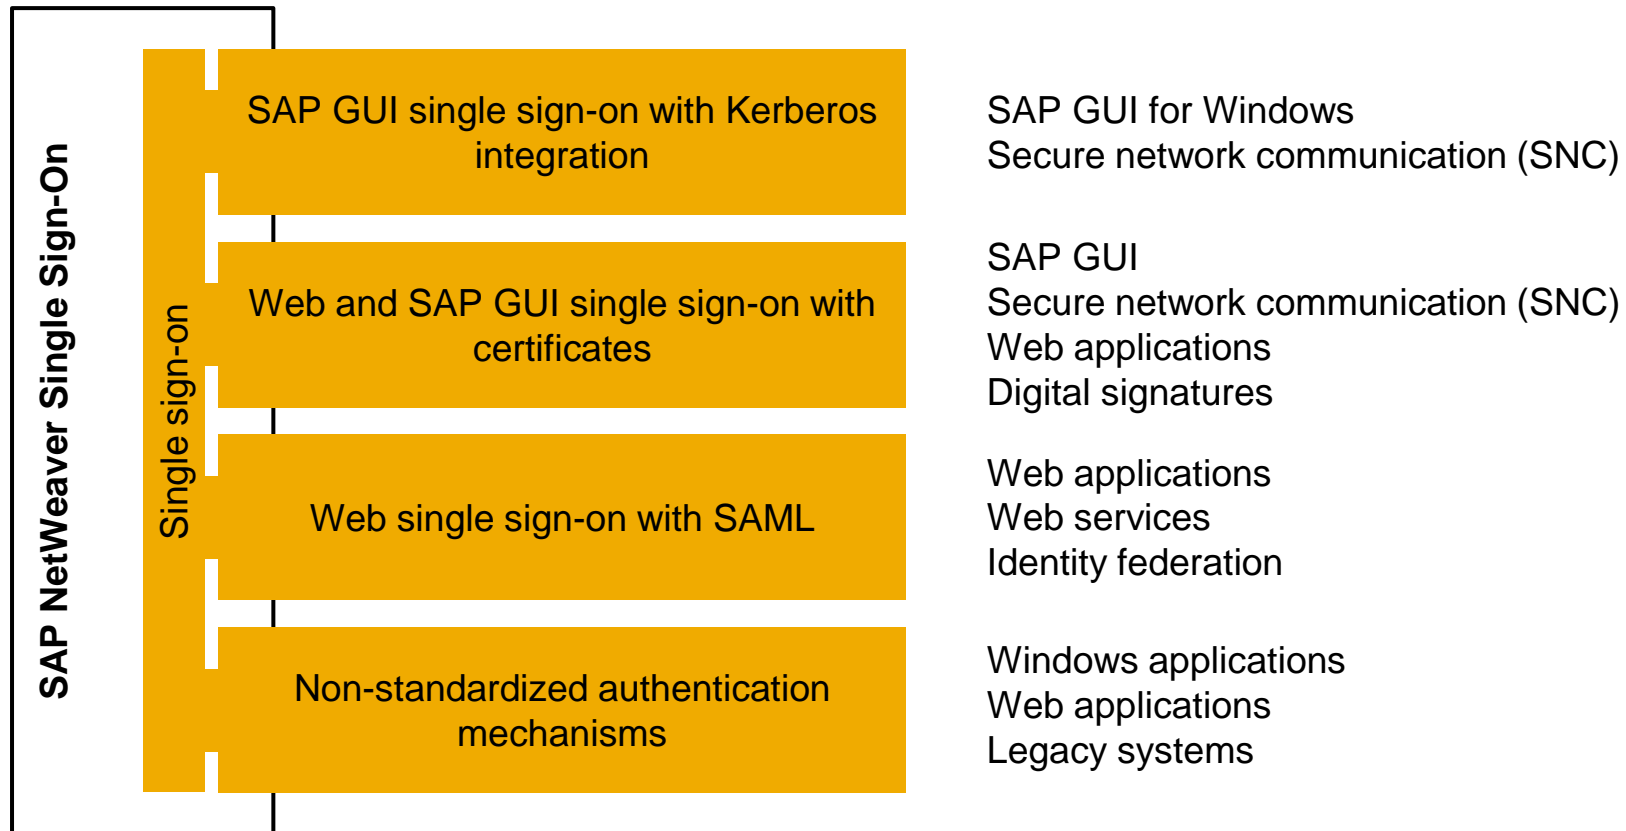 SAP NetWeaver Single Sign-On
Single sign-on
SAP GUI single sign-on with Kerberos
integration
SAP GUI for Windows
Secure network communication (SNC)
Web and SAP GUI single sign-on with
certificates
SAP GUI
Secure network communication (SNC)
Web applications
Digital signatures
Web single sign-on with SAML
Web applications
Web services
Identity federation
Non-standardized authentication
mechanisms
Windows applications
Web applications
Legacy systems